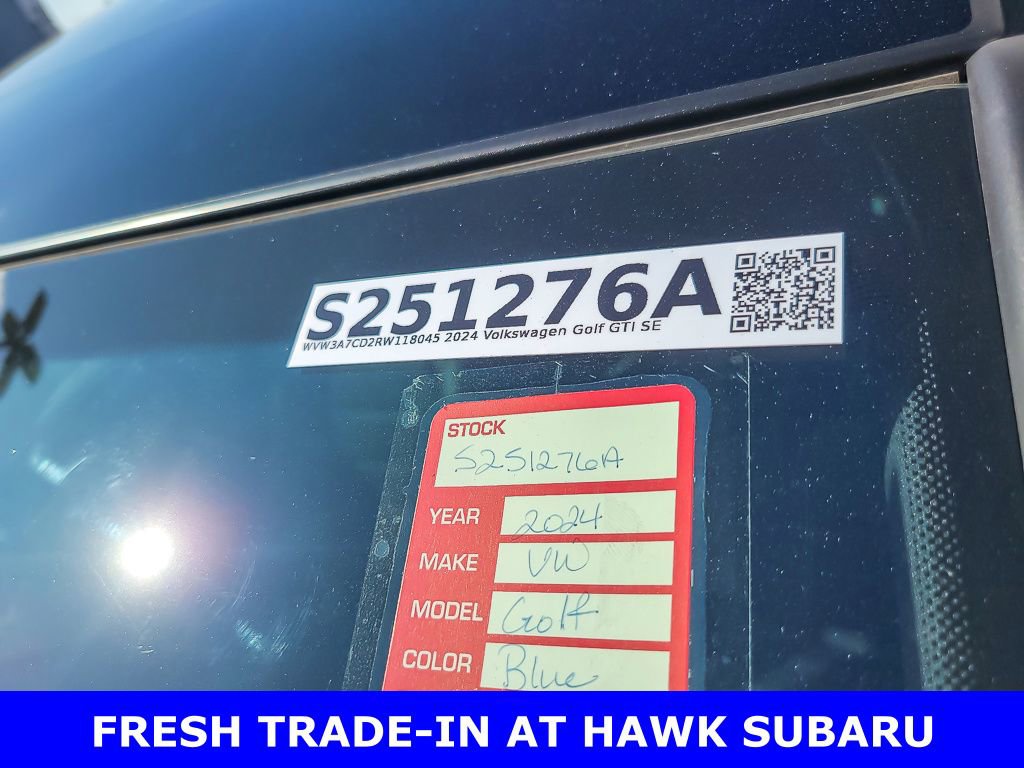 S251276A
WVW3A7CD2RW118045 2024 Volkswagen Golf GTI SE
STOCK
S251276A
YEAR 2024
MAKE VW
MODEL Golf
COLOR Blue
FRESH TRADE-IN AT HAWK SUBARU